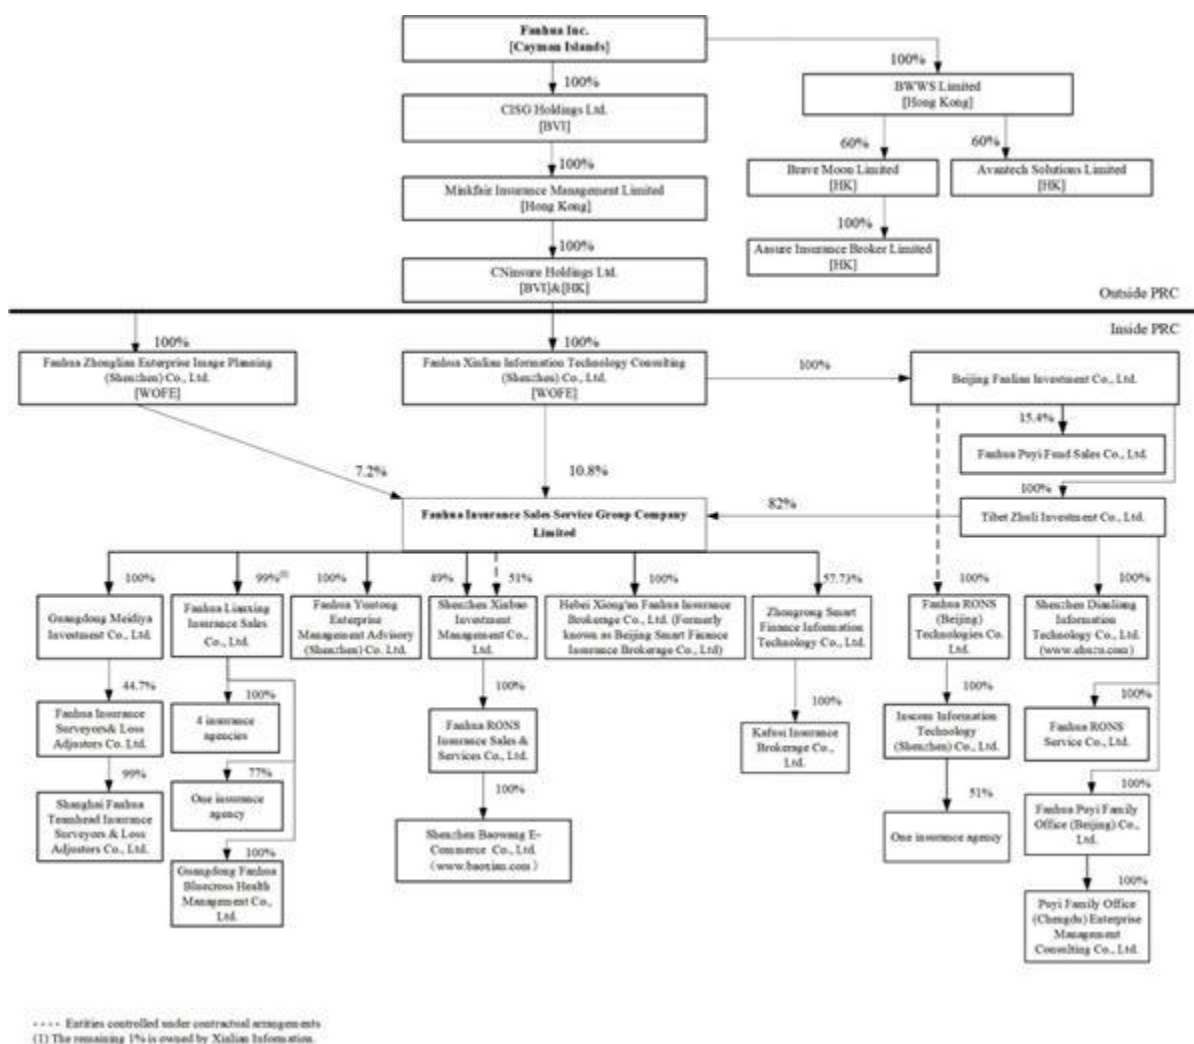 Fanhua Inc.
[Cayman Islands]
100%
100%
BWWS Limited
[Hong Kong]
CISG Holdings Ltd.
[BVI]
60%
60%
100%
Brave Moon Limited
[HK]
Avantech Solutions Limited
[HK]
Minkfair Insurance Management Limited
[Hong Kong]
100%
100%
Aasure Insurance Broker Limited
[HK]
CNinsure Holdings Ltd.
[BVI]&[HK]
Outside PRC
Inside PRC
100%
100%
Fanhua Zhonglian Enterprise Image Planning
(Shenzhen) Co., Ltd.
[WOFE]
Fanhua Xinlian Information Technology Consulting
(Shenzhen) Co., Ltd.
[WOFE]
100%
Beijing Fanlian Investment Co., Ltd.
15.4%
Fanhua Puyi Fund Sales Co., Ltd.
7.2%
10.8%
100%
Fanhua Insurance Sales Service Group Company
Limited
82%
Tibet Zhuli Investment Co., Ltd.
100%
99%(1)
100%
49%
51%
100%
57.73%
100%
100%
Guangdong Meidiya
Investment Co., Ltd.
Fanhua Lianxing
Insurance Sales
Co., Ltd.
Fanhua Yuntong
Enterprise
Management Advisory
(Shenzhen) Co. Ltd.
Shenzhen Xinbao
Investment
Management Co.,
Ltd.
Hebei Xiong'an Fanhua Insurance
Brokerage Co., Ltd. (Formerly
known as Beijing Smart Finance
Insurance Brokerage Co., Ltd)
Zhongrong Smart
Finance Information
Technology Co., Ltd.
Fanhua RONS
(Beijing)
Technologies Co.
Ltd.
Shenzhen Dianliang
Information
Technology Co., Ltd.
(www.ehuzu.com)
44.7%
100%
100%
100%
100%
100%
Fanhua Insurance
Surveyors& Loss
Adjustors Co. Ltd.
4 insurance
agencies
Fanhua RONS
Insurance Sales &
Services Co., Ltd.
Kafusi Insurance
Brokerage Co.,
Ltd.
Inscom Information
Technology
(Shenzhen) Co., Ltd.
Fanhua RONS
Service Co., Ltd.
99%
77%
100%
51%
100%
Shanghai Fanhua
Teamhead Insurance
Surveyors & Loss
Adjustors Co., Ltd.
One insurance
agency
Shenzhen Baowang E-
Commerce Co., Ltd.
(www.baoxian.com)
One insurance agency
Fanhua Puyi Family
Office (Beijing) Co.,
Ltd.
100%
100%
Guangdong Fanhua
Bluecross Health
Management Co.,
Ltd.
Puyi Family Office
(Chengdu) Enterprise
Management
Consulting Co., Ltd.
---- Entities controlled under contractual arrangements
(1) The remaining 1% is owned by Xinlian Information.